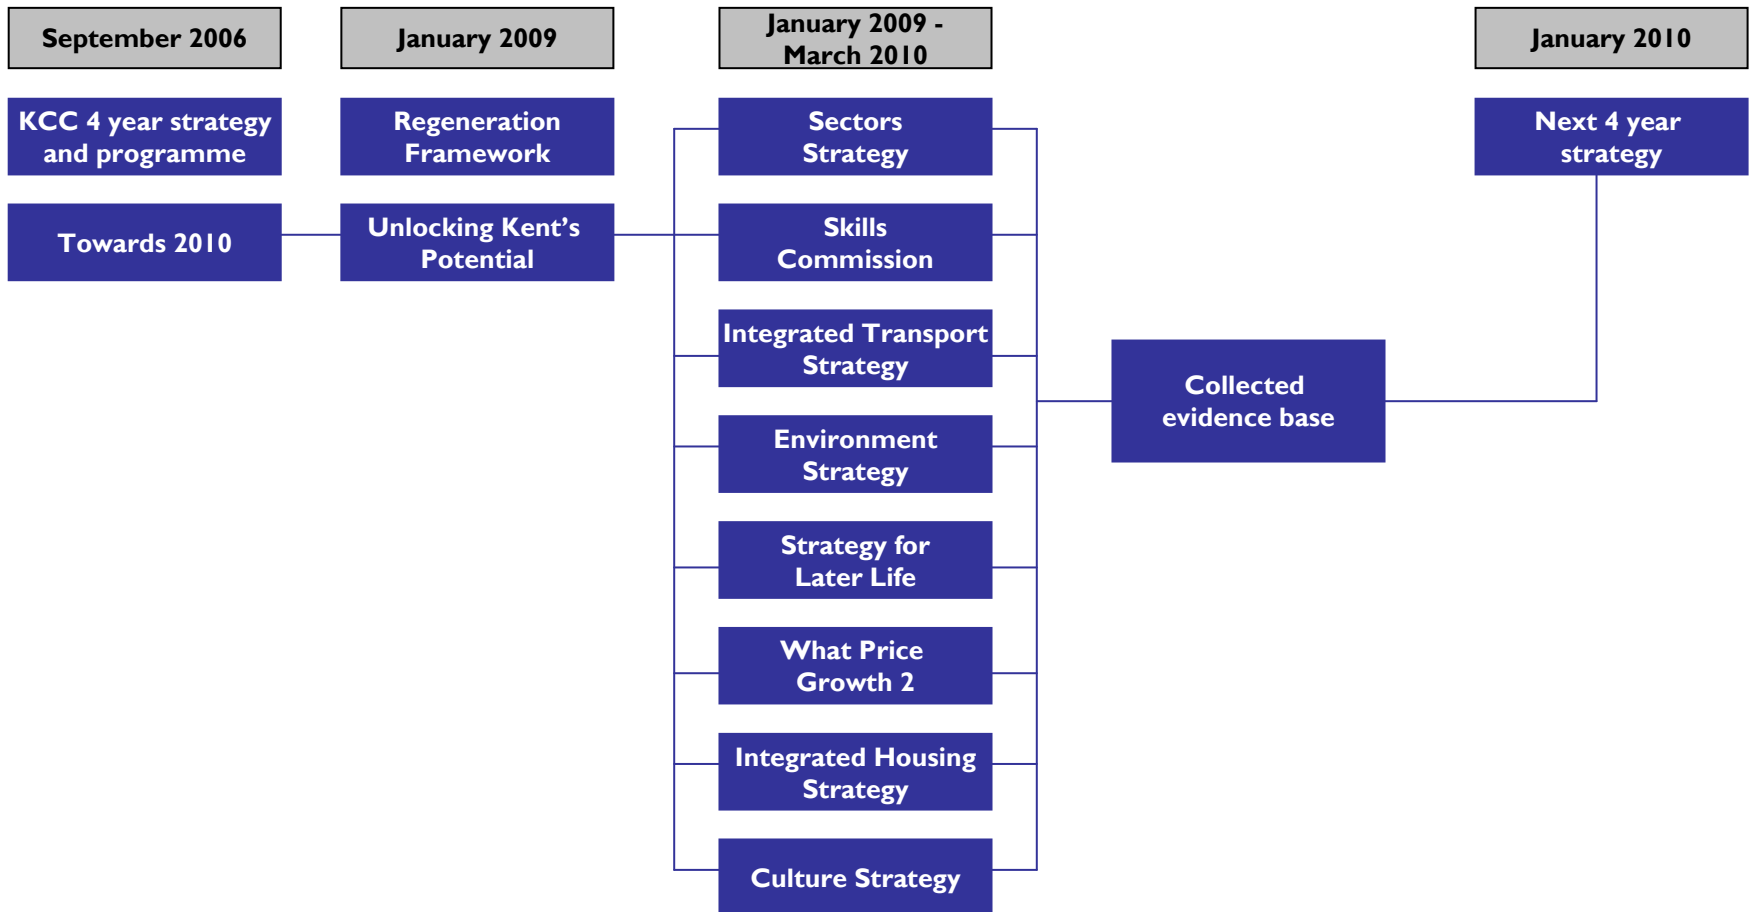 September 2006
January 2009
January 2009 -
March 2010
January 2010
KCC 4 year strategy
and programme
Regeneration
Framework
Sectors
Strategy
Next 4 year
strategy
Towards 2010
Unlocking Kent’s
Potential
Skills
Commission
Integrated Transport
Strategy
Collected
evidence base
Environment
Strategy
Strategy for
Later Life
What Price
Growth 2
Integrated Housing
Strategy
Culture Strategy